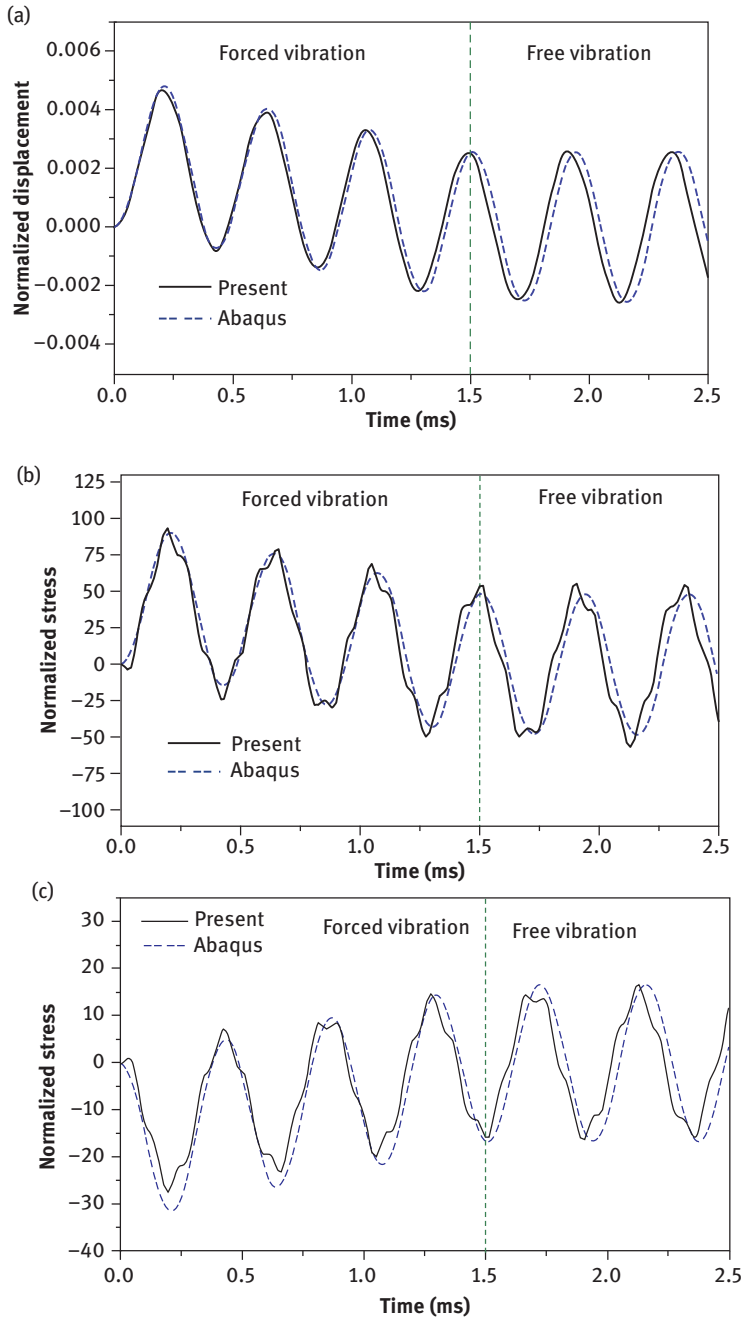 (a)
0.006
0.004
0.002
0.000
−0.002
−0.004
Normalized displacement
Forced vibration
Free vibration
Present
Abaqus
0.0
0.5
1.0
1.5
2.0
2.5
Time (ms)
(b)
125
100
75
50
25
0
−25
−50
−75
−100
Normalized stress
Forced vibration
Free vibration
Present
Abaqus
0.0
0.5
1.0
1.5
2.0
2.5
Time (ms)
(c)
30
20
10
0
−10
−20
−30
−40
Normalized stress
Present
Abaqus
Forced vibration
Free vibration
0.0
0.5
1.0
1.5
2.0
2.5
Time (ms)